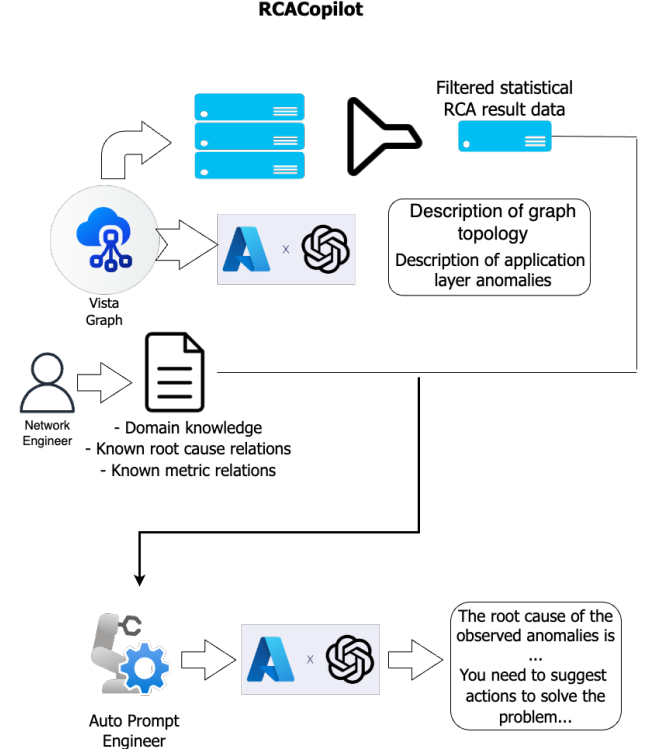 RCACopilot
Filtered statistical
RCA result data
Description of graph
topology
Description of application
layer anomalies
x
Vista
Graph
Network
Engineer
- Domain knowledge
- Known root cause relations
- Known metric relations
The root cause of the
observed anomalies is
...
You need to suggest
actions to solve the
problem...
x
Auto Prompt
Engineer